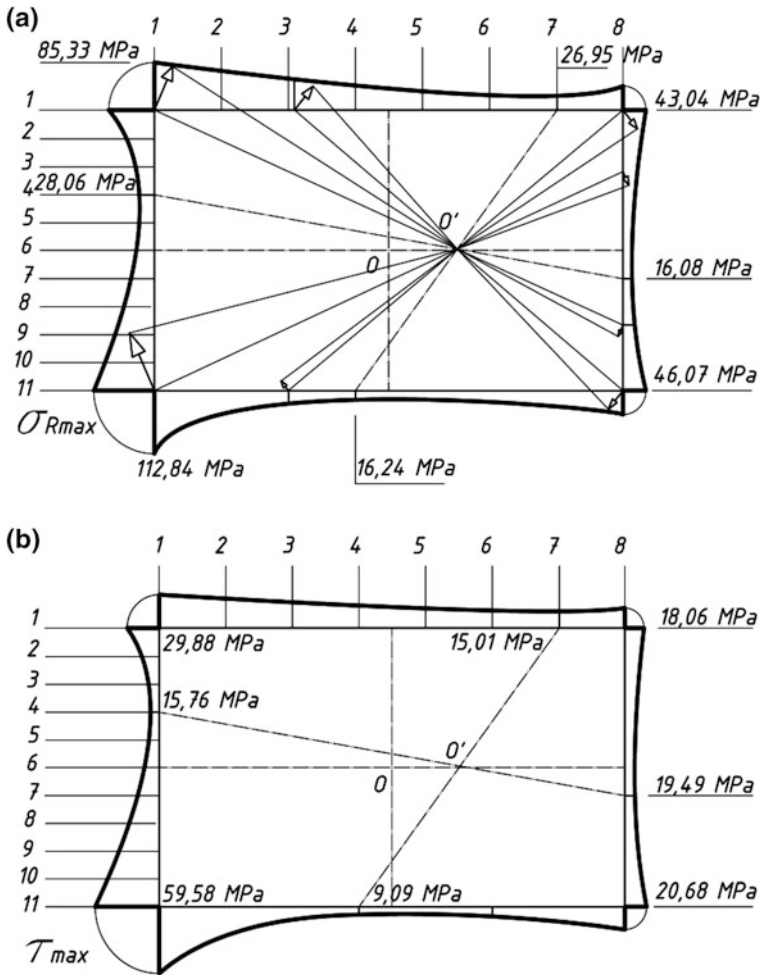 (a)
1 2 3 4 5 6 7 8
85,33 MPa
26,95 MPa
1
43,04 MPa
2
3
28,06 MPa
4
5
O'
6
O
7
16,08 MPa
8
9
10
11
46,07 MPa
σRmax
112,84 MPa
16,24 MPa
(b)
1 2 3 4 5 6 7 8
1
18,06 MPa
29,88 MPa
15,01 MPa
2
3
15,76 MPa
4
5
O'
6
O
7
19,49 MPa
8
9
10
59,58 MPa
9,09 MPa
11
20,68 MPa
τmax